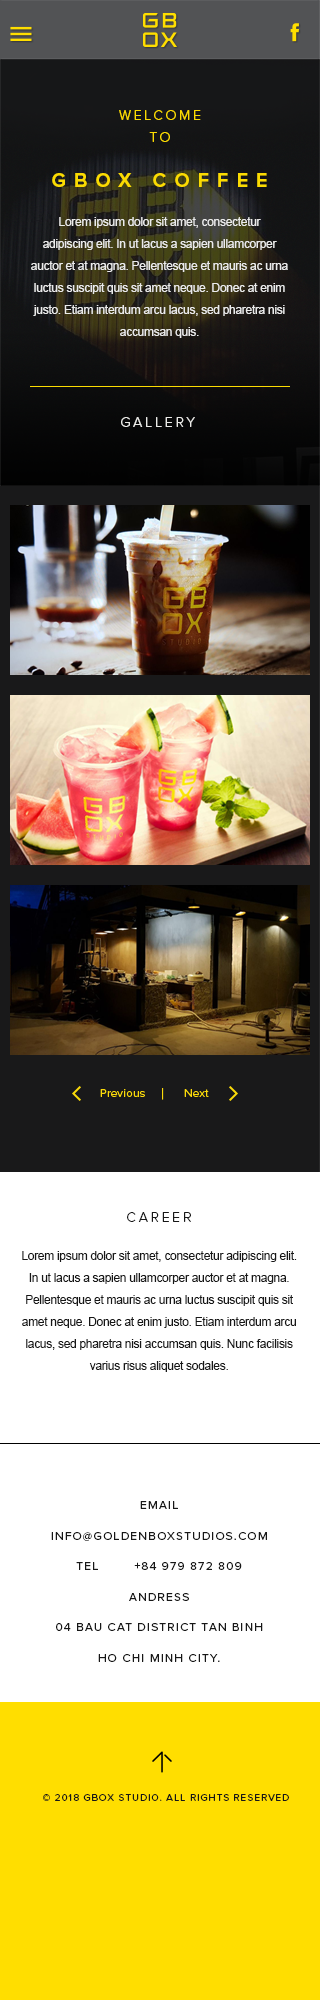 GB
OX
f
WELCOME
TO
GBOX COFFEE
Lorem ipsum dolor sit amet, consectetur
adipiscing elit. In ut lacus a sapien ullamcorper
auctor et at magna. Pellentesque et mauris ac urna
luctus suscipit quis sit amet neque. Donec at enim
justo. Etiam interdum arcu lacus, sed pharetra nisi
accumsan quis.
GALLERY
GB
OX
STUDIO
GB
OX
GB
OX
Previous | Next
CAREER
Lorem ipsum dolor sit amet, consectetur adipiscing elit.
In ut lacus a sapien ullamcorper auctor et at magna.
Pellentesque et mauris ac urna luctus suscipit quis sit
amet neque. Donec at enim justo. Etiam interdum arcu
lacus, sed pharetra nisi accumsan quis. Nunc facilisis
varius risus aliquet sodales.
EMAIL
INFO@GOLDENBOXSTUDIOS.COM
TEL +84 979 872 809
ANDRESS
04 BAU CAT DISTRICT TAN BINH
HO CHI MINH CITY.
© 2018 GBOX STUDIO. ALL RIGHTS RESERVED